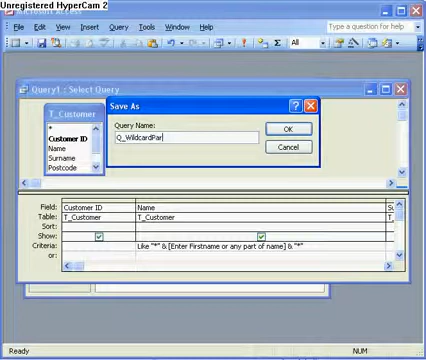 Unregistered HyperCam 2
File Edit View Insert Query Tools Window Help
Type a question for help
All
Query1 : Select Query
T_Customer
*
Customer ID
Name
Surname
Postcode
Save As
Query Name:
Q_WildcardPar
OK
Cancel
Field: Customer ID Name
Table: T_Customer T_Customer
Sort:
Show:
Criteria: Like "*" & [Enter Firstname or any part of name] & "*"
or:
Ready NUM